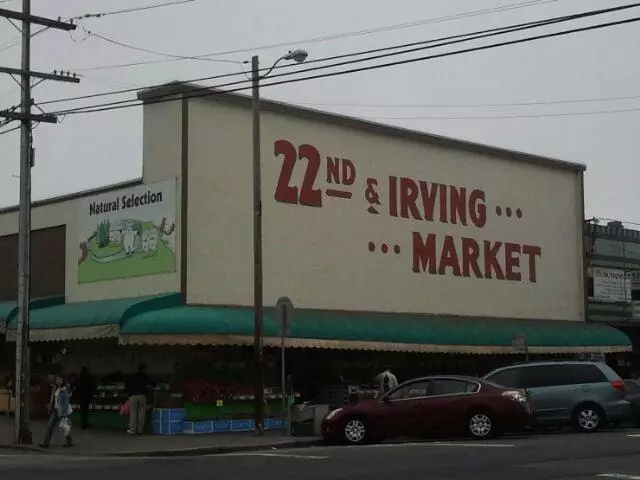 Natural Selection
22ND & IRVING ...
... MARKET